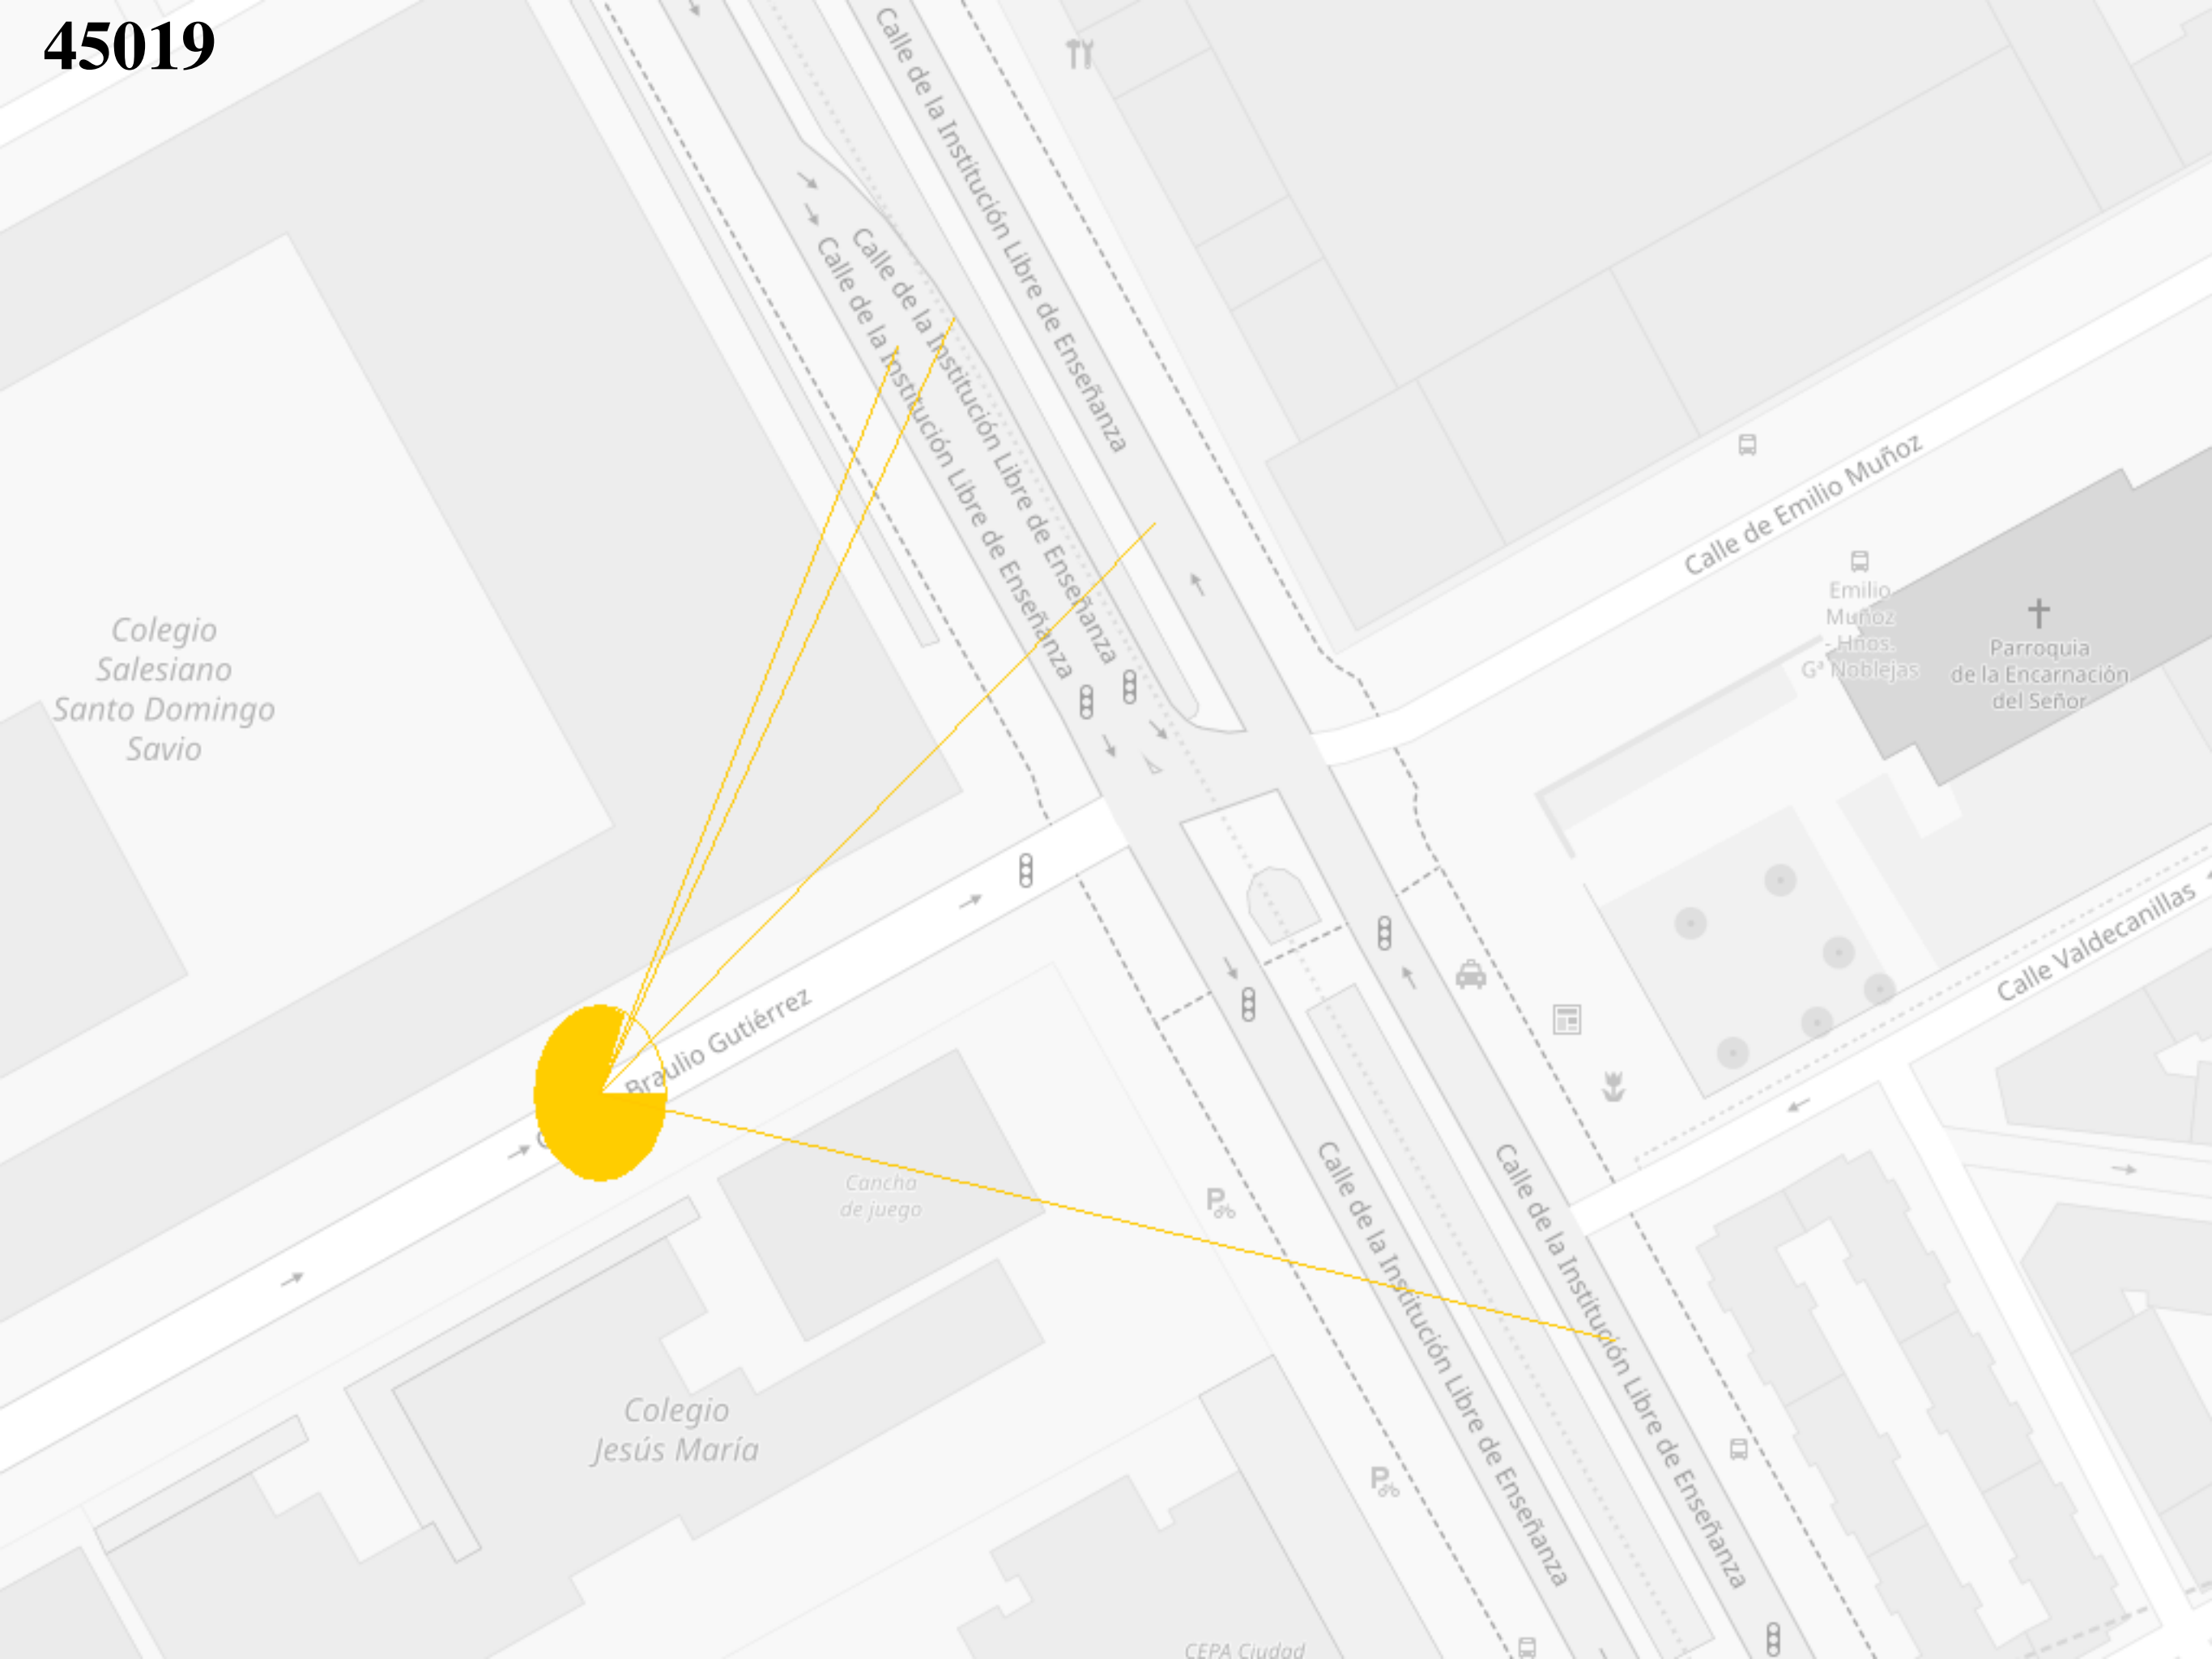 45019
Calle de la Institución Libre de Enseñanza
Calle de la Institución Libre de Enseñanza
Calle de la Institución Libre de Enseñanza
Calle de Emilio Muñoz
Emilio
Muñoz
- Hnos.
Gª Noblejas
Parroquia
de la Encarnación
del Señor
Colegio
Salesiano
Santo Domingo
Savio
Calle Valdecanillas
Braulio Gutiérrez
Cancha
de juego
P
Calle de la Institución Libre de Enseñanza
Calle de la Institución Libre de Enseñanza
Colegio
Jesús María
P
CEPA Ciudad